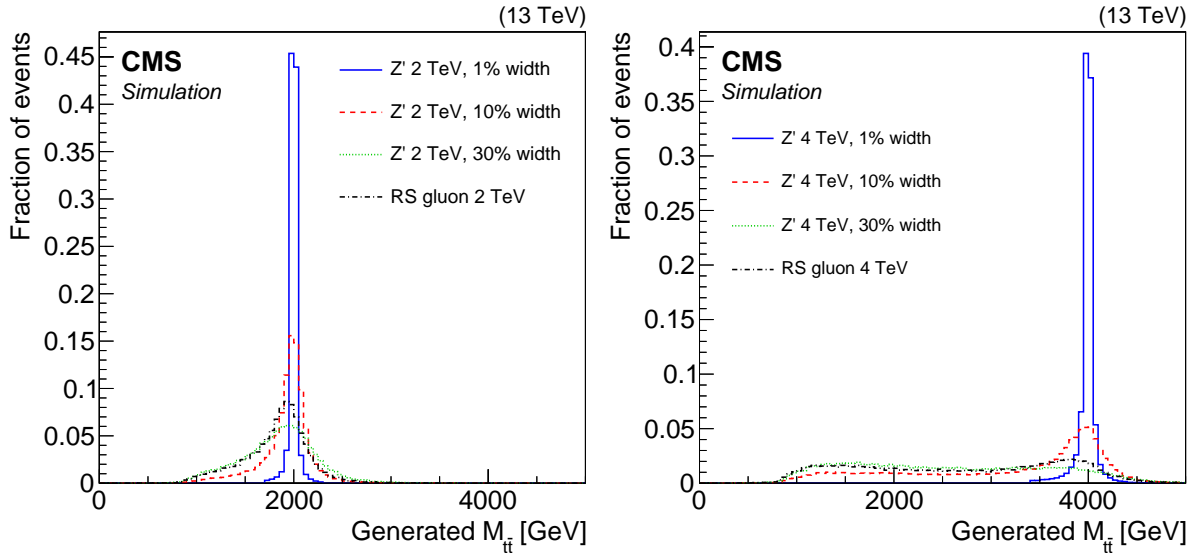 (13 TeV)
CMS
Simulation
Z' 2 TeV, 1% width
Z' 2 TeV, 10% width
Z' 2 TeV, 30% width
RS gluon 2 TeV
Fraction of events
0.45
0.4
0.35
0.3
0.25
0.2
0.15
0.1
0.05
0
0 2000 4000
Generated M_{tt̄} [GeV]
(13 TeV)
CMS
Simulation
Z' 4 TeV, 1% width
Z' 4 TeV, 10% width
Z' 4 TeV, 30% width
RS gluon 4 TeV
Fraction of events
0.4
0.35
0.3
0.25
0.2
0.15
0.1
0.05
0
0 2000 4000
Generated M_{tt̄} [GeV]